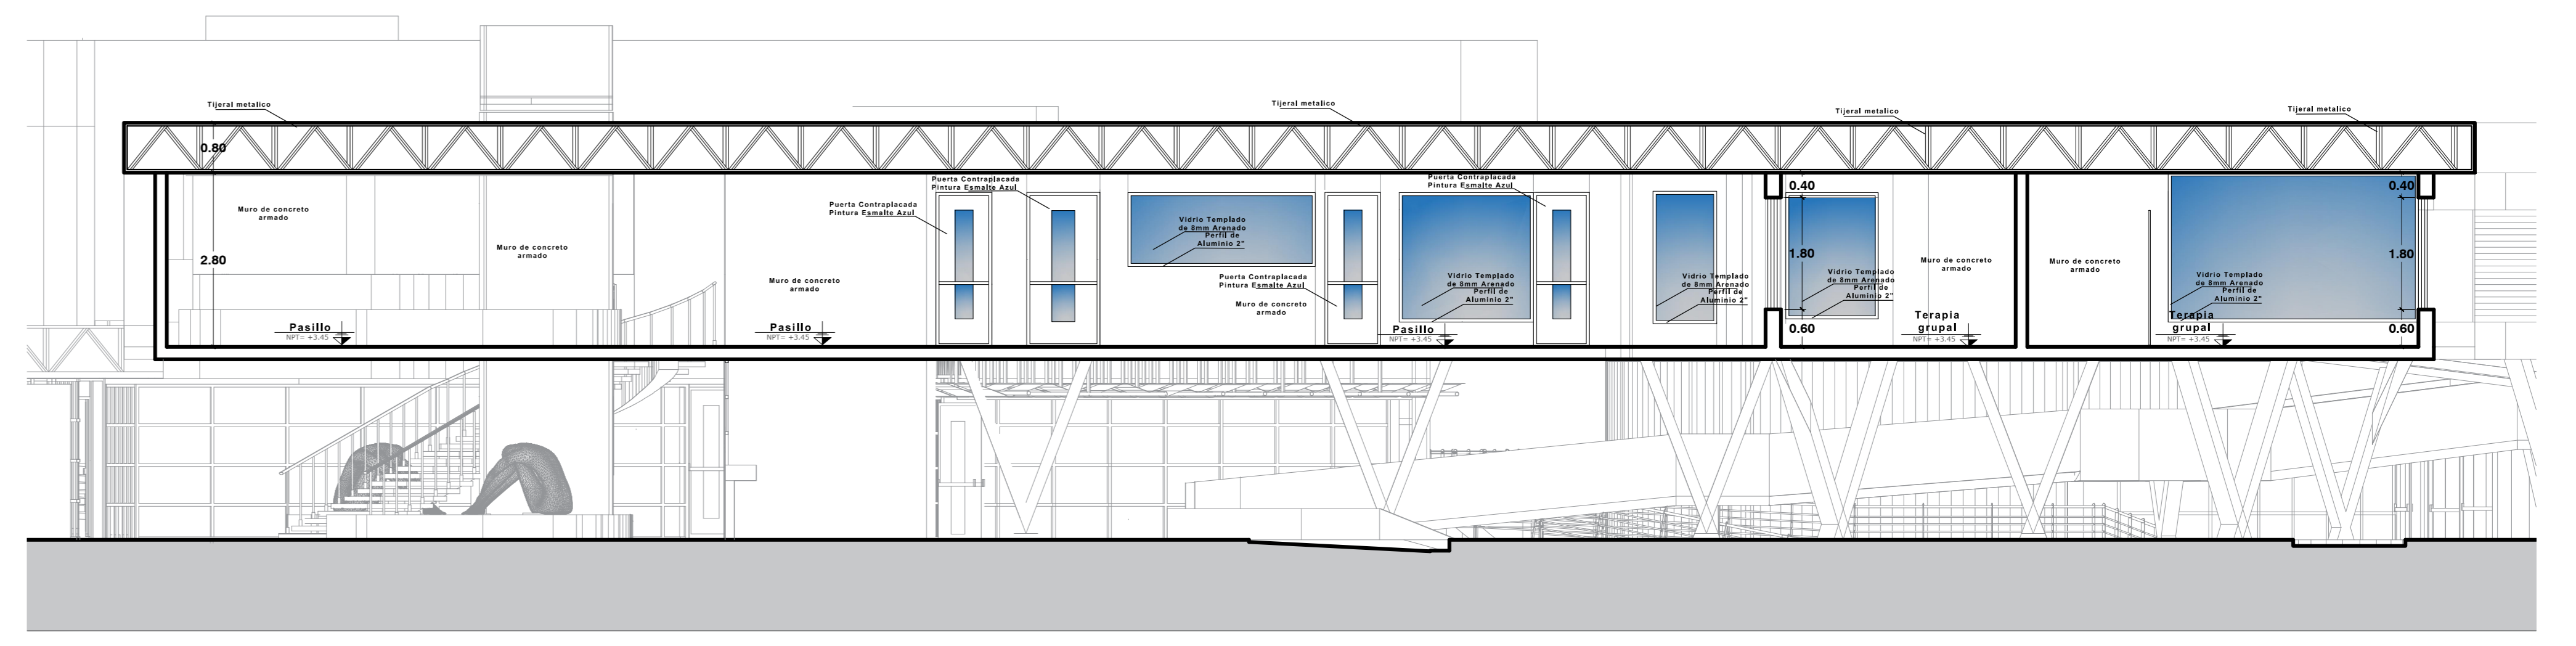 Tijeral metalico
Tijeral metalico
Tijeral metalico
Tijeral metalico
0.80
Puerta Contraplacada
Pintura Esmalte Azul
Puerta Contraplacada
Pintura Esmalte Azul
0.40
0.40
Muro de concreto
armado
Puerta Contraplacada
Pintura Esmalte Azul
Vidrio Templado
de 8mm Arenado
Perfil de
Aluminio 2"
Muro de concreto
armado
2.80
1.80
1.80
Muro de concreto
armado
Muro de concreto
armado
Muro de concreto
armado
Puerta Contraplacada
Pintura Esmalte Azul
Muro de concreto
armado
Vidrio Templado
de 8mm Arenado
Perfil de
Aluminio 2"
Vidrio Templado
de 8mm Arenado
Perfil de
Aluminio 2"
Vidrio Templado
de 8mm Arenado
Perfil de
Aluminio 2"
Vidrio Templado
de 8mm Arenado
Perfil de
Aluminio 2"
Pasillo
NPT= +3.45
Pasillo
NPT= +3.45
Pasillo
NPT= +3.45
0.60
Terapia
grupal
NPT= +3.45
Terapia
grupal
NPT= +3.45
0.60